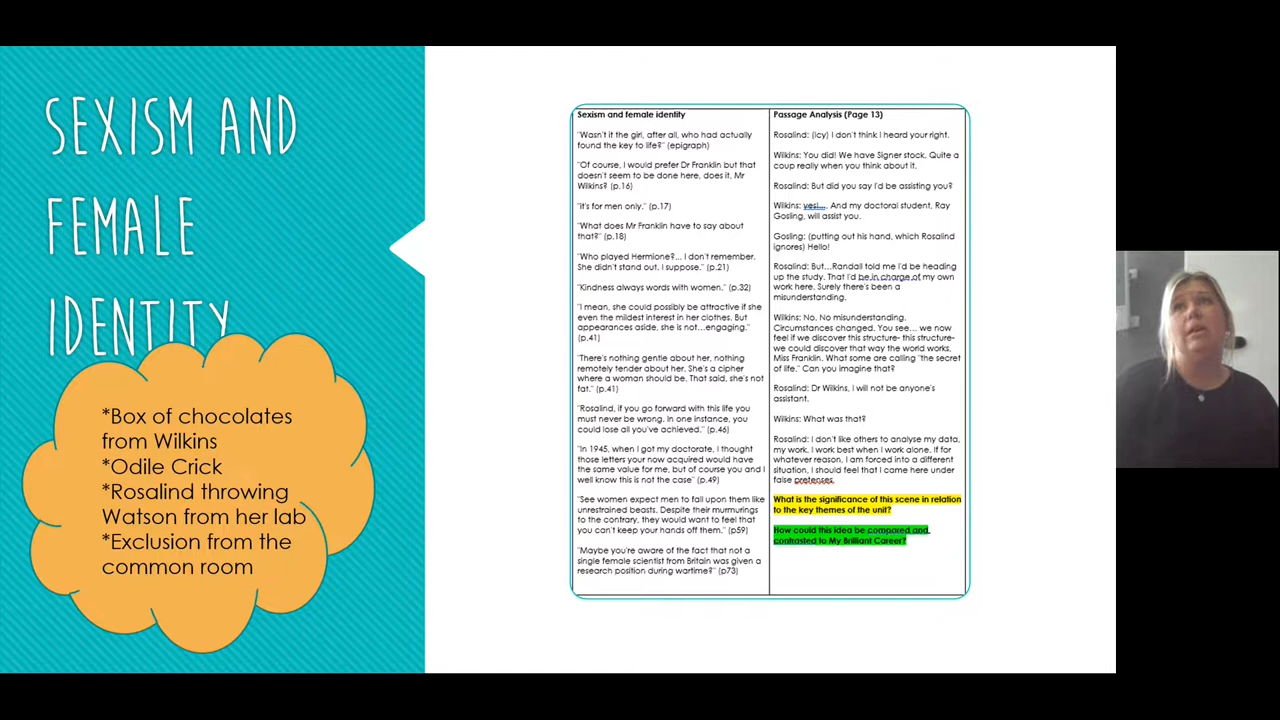 SEXISM AND
FEMALE
IDENTITY
*Box of chocolates
from Wilkins
*Odile Crick
*Rosalind throwing
Watson from her lab
*Exclusion from the
common room
Sexism and female identity
"Wasn't it the girl, after all, who had actually
found the key to life?" (epigraph)
"Of course, I would prefer Dr Franklin but that
doesn't seem to be done here, does it, Mr
Wilkins? (p.16)
"It's for men only." (p.17)
"What does Mr Franklin have to say about
that?" (p.18)
"Who played Hermione?... I don't remember.
She didn't stand out, I suppose." (p.21)
"Kindness always words with women." (p.32)
"I mean, she could possibly be attractive if she
even the mildest interest in her clothes. But
appearances aside, she is not...engaging."
(p.41)
"There's nothing gentle about her, nothing
remotely tender about her. She's a cipher
where a woman should be. That said, she's not
fat." (p.41)
"Rosalind, if you go forward with this life you
must never be wrong. In one instance, you
could lose all you've achieved." (p.46)
"In 1945, when I got my doctorate, I thought
those letters your now acquired would have
the same value for me, but of course you and I
well know this is not the case" (p.49)
"See women expect men to fall upon them like
unrestrained beasts. Despite their murmurings
to the contrary, they would want to feel that
you can't keep your hands off them." (p59)
"Maybe you're aware of the fact that not a
single female scientist from Britain was given a
research position during wartime?" (p73)
Passage Analysis (Page 13)
Rosalind: (icy) I don't think I heard your right.
Wilkins: You did! We have Signer stock. Quite a
coup really when you think about it.
Rosalind: But did you say I'd be assisting you?
Wilkins: yesi.... And my doctoral student, Ray
Gosling, will assist you.
Gosling: (putting out his hand, which Rosalind
ignores) Hello!
Rosalind: But...Randall told me I'd be heading
up the study. That I'd be in charge of my own
work here. Surely there's been a
misunderstanding.
Wilkins: No. No misunderstanding.
Circumstances changed. You see... we now
feel if we discover this structure- this structure-
we could discover that way the world works,
Miss Franklin. What some are calling "the secret
of life." Can you imagine that?
Rosalind: Dr Wilkins, I will not be anyone's
assistant.
Wilkins: What was that?
Rosalind: I don't like others to analyse my data,
my work. I work best when I work alone. If for
whatever reason, I am forced into a different
situation, I should feel that I came here under
false pretenses.
What is the significance of this scene in relation
to the key themes of the unit?
How could this idea be compared and
contrasted to My Brilliant Career?